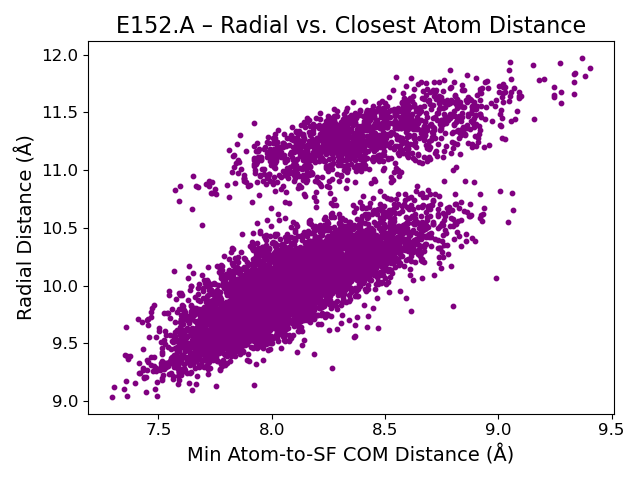 E152.A – Radial vs. Closest Atom Distance
12.0
11.5
11.0
10.5
10.0
9.5
9.0
Radial Distance (Å)
7.5 8.0 8.5 9.0 9.5
Min Atom-to-SF COM Distance (Å)